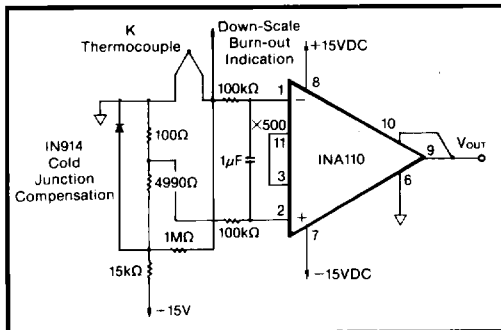 K
Thermocouple
Down-Scale
Burn-out
Indication
+15VDC
100kΩ
1
−
8
10
×500
11
INA110
9
VOUT
100Ω
IN914
Cold
Junction
Compensation
1μF
3
6
4990Ω
2
+
1MΩ
100kΩ
7
15kΩ
−15V
−15VDC